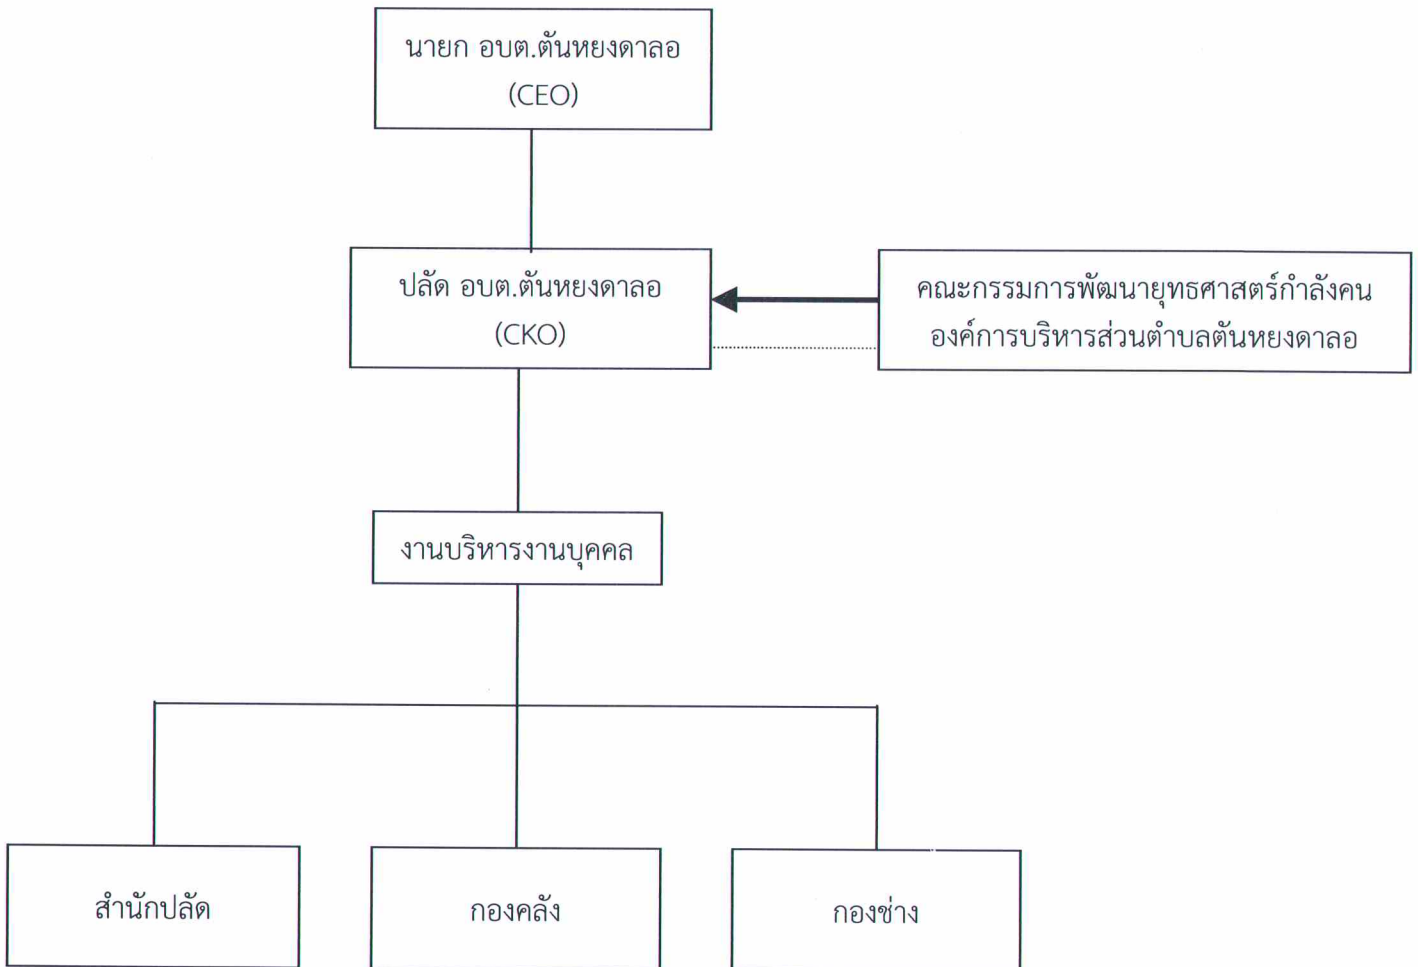 นายก อบต.ตันหยงดาลอ
(CEO)
ปลัด อบต.ตันหยงดาลอ
(CKO)
คณะกรรมการพัฒนายุทธศาสตร์กำลังคน
องค์การบริหารส่วนตำบลตันหยงดาลอ
งานบริหารงานบุคคล
สำนักปลัด
กองคลัง
กองช่าง